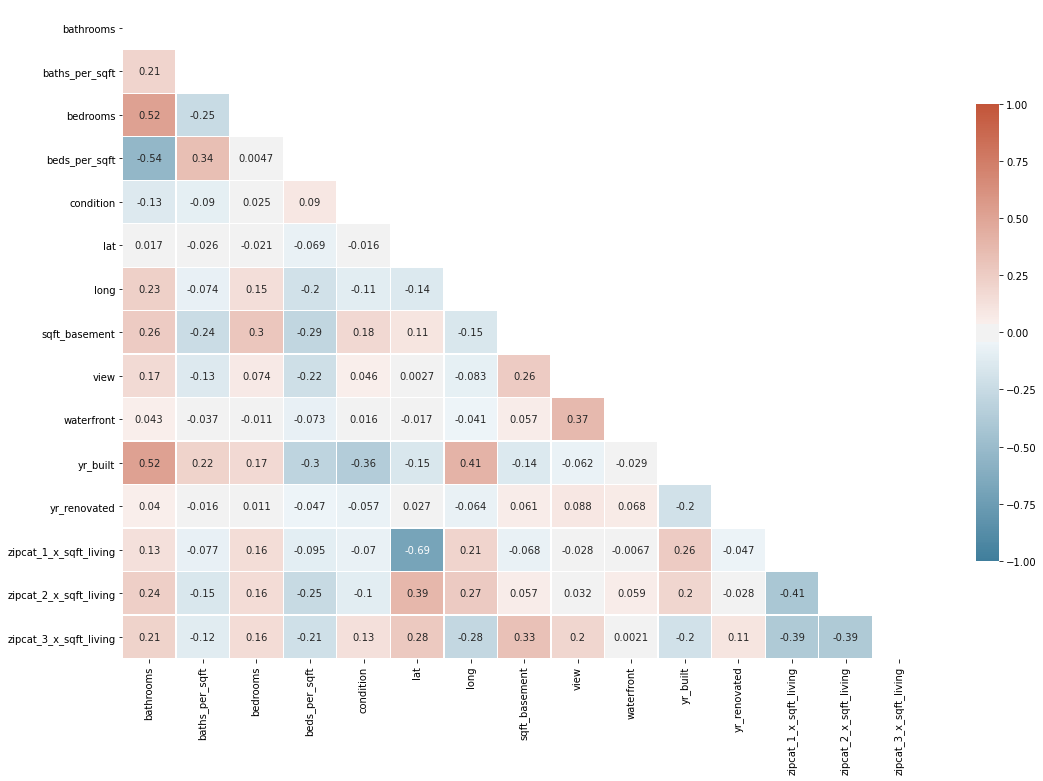 bathrooms
baths_per_sqft 0.21
bedrooms 0.52 -0.25
beds_per_sqft -0.54 0.34 0.0047
condition -0.13 -0.09 0.025 0.09
lat 0.017 -0.026 -0.021 -0.069 -0.016
long 0.23 -0.074 0.15 -0.2 -0.11 -0.14
sqft_basement 0.26 -0.24 0.3 -0.29 0.18 0.11 -0.15
view 0.17 -0.13 0.074 -0.22 0.046 0.0027 -0.083 0.26
waterfront 0.043 -0.037 -0.011 -0.073 0.016 -0.017 -0.041 0.057 0.37
yr_built 0.52 0.22 0.17 -0.3 -0.36 -0.15 0.41 -0.14 -0.062 -0.029
yr_renovated 0.04 -0.016 0.011 -0.047 -0.057 0.027 -0.064 0.061 0.088 0.068 -0.2
zipcat_1_x_sqft_living 0.13 -0.077 0.16 -0.095 -0.07 -0.69 0.21 -0.068 -0.028 -0.0067 0.26 -0.047
zipcat_2_x_sqft_living 0.24 -0.15 0.16 -0.25 -0.1 0.39 0.27 0.057 0.032 0.059 0.2 -0.028 -0.41
zipcat_3_x_sqft_living 0.21 -0.12 0.16 -0.21 0.13 0.28 -0.28 0.33 0.2 0.0021 -0.2 0.11 -0.39 -0.39
bathrooms
baths_per_sqft
bedrooms
beds_per_sqft
condition
lat
long
sqft_basement
view
waterfront
yr_built
yr_renovated
zipcat_1_x_sqft_living
zipcat_2_x_sqft_living
zipcat_3_x_sqft_living
1.00
0.75
0.50
0.25
0.00
−0.25
−0.50
−0.75
−1.00